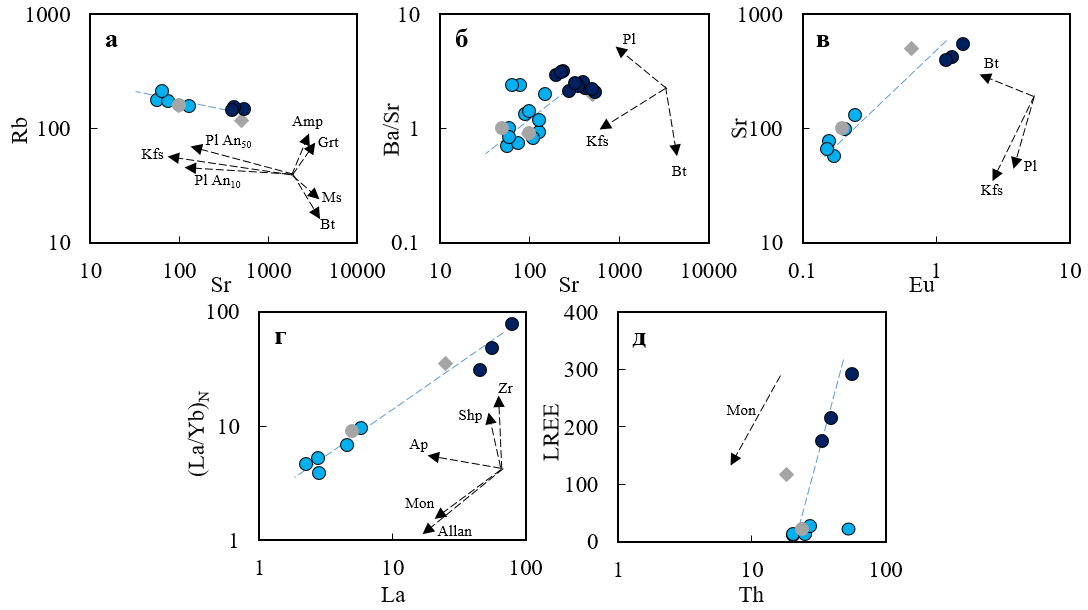 а
1000
100
10
Rb
Pl An50
Kfs
Pl An10
Amp
Grt
Ms
Bt
10
100
1000
10000
Sr
б
10
1
0.1
Ba/Sr
Pl
Kfs
Bt
10
100
1000
10000
Sr
в
1000
100
10
Sr
Bt
Pl
Kfs
0.1
1
10
Eu
г
100
10
1
(La/Yb)N
Zr
Shp
Ap
Mon
Allan
1
10
100
La
д
400
300
200
100
0
LREE
Mon
1
10
100
Th